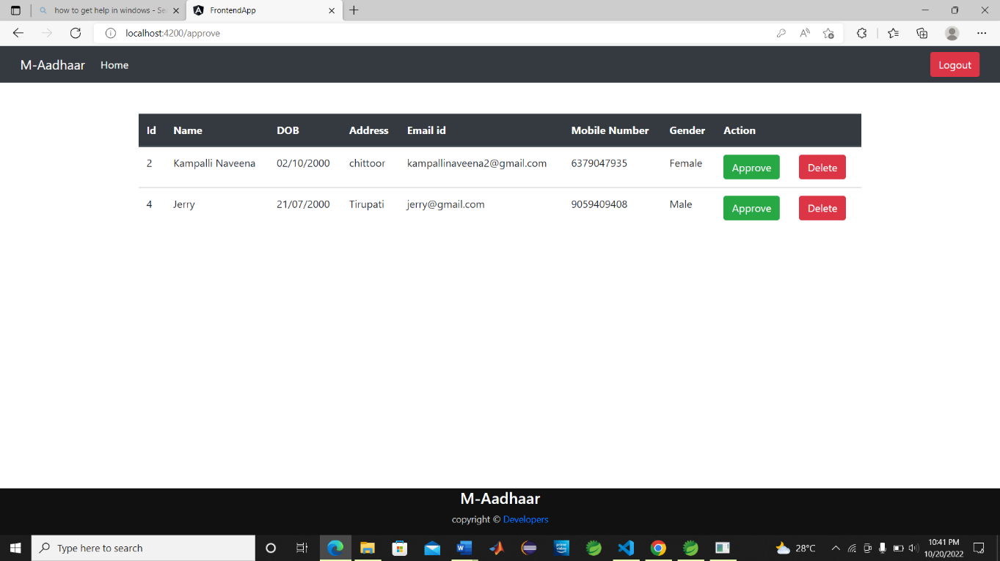 how to get help in windows - Se
FrontendApp
localhost:4200/approve
M-Aadhaar Home Logout
Id Name DOB Address Email id Mobile Number Gender Action
2 Kampalli Naveena 02/10/2000 chittoor kampallinaveena2@gmail.com 6379047935 Female Approve Delete
4 Jerry 21/07/2000 Tirupati jerry@gmail.com 9059409408 Male Approve Delete
M-Aadhaar
copyright © Developers
Type here to search
28°C
10:41 PM
10/20/2022